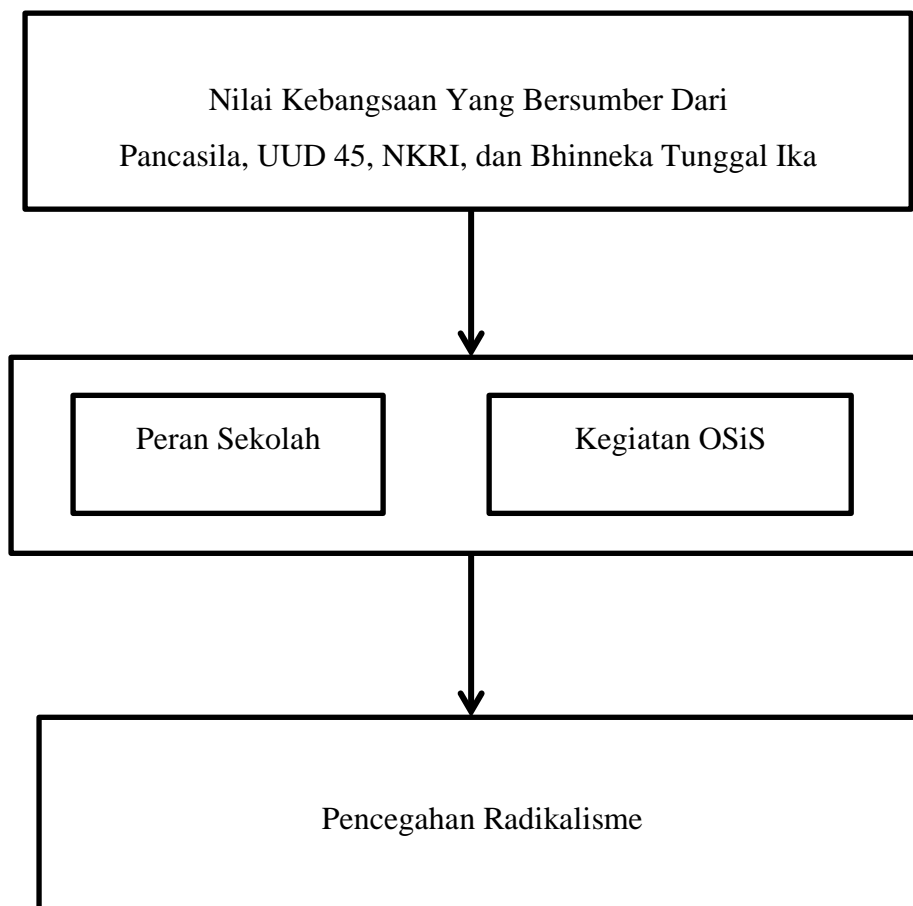 Nilai Kebangsaan Yang Bersumber Dari
Pancasila, UUD 45, NKRI, dan Bhinneka Tunggal Ika
Peran Sekolah
Kegiatan OSiS
Pencegahan Radikalisme